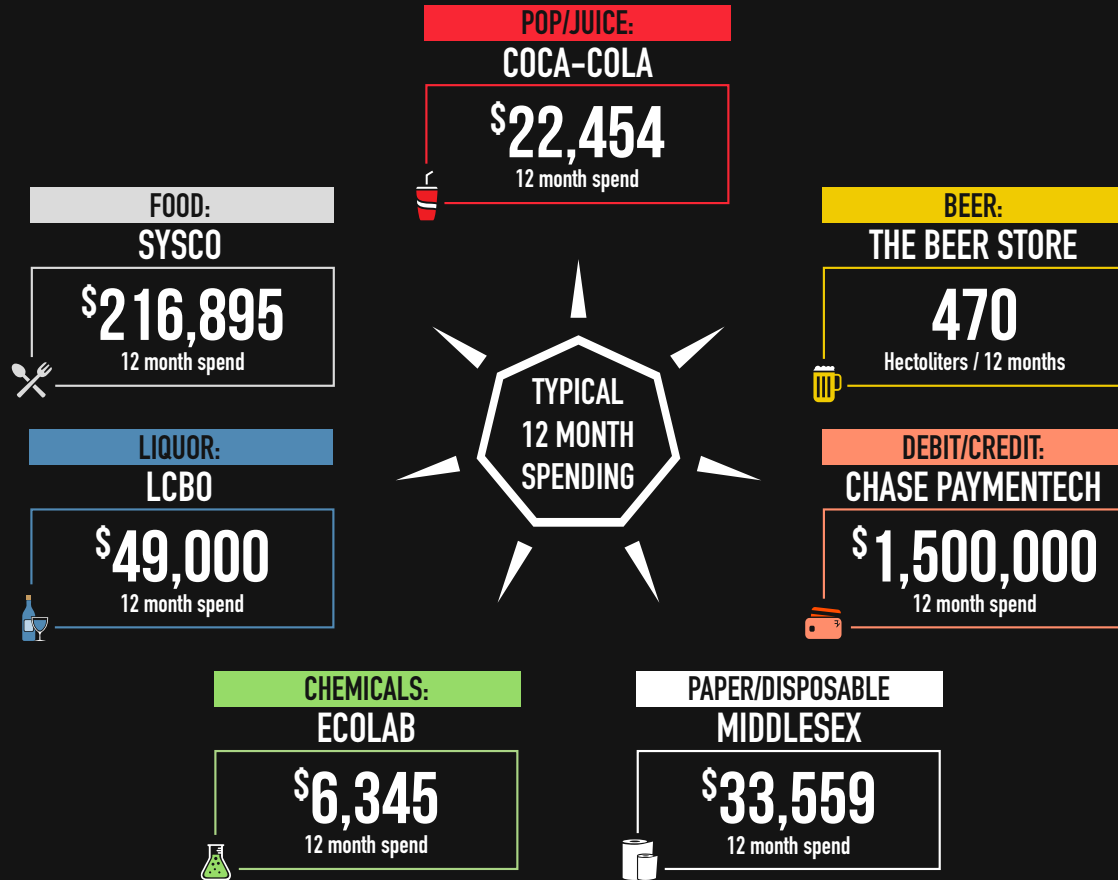 POP/JUICE:
COCA-COLA
$22,454
12 month spend
FOOD:
SYSCO
$216,895
12 month spend
BEER:
THE BEER STORE
470
Hectoliters / 12 months
TYPICAL
12 MONTH
SPENDING
LIQUOR:
LCBO
$49,000
12 month spend
DEBIT/CREDIT:
CHASE PAYMENTECH
$1,500,000
12 month spend
CHEMICALS:
ECOLAB
$6,345
12 month spend
PAPER/DISPOSABLE
MIDDLESEX
$33,559
12 month spend